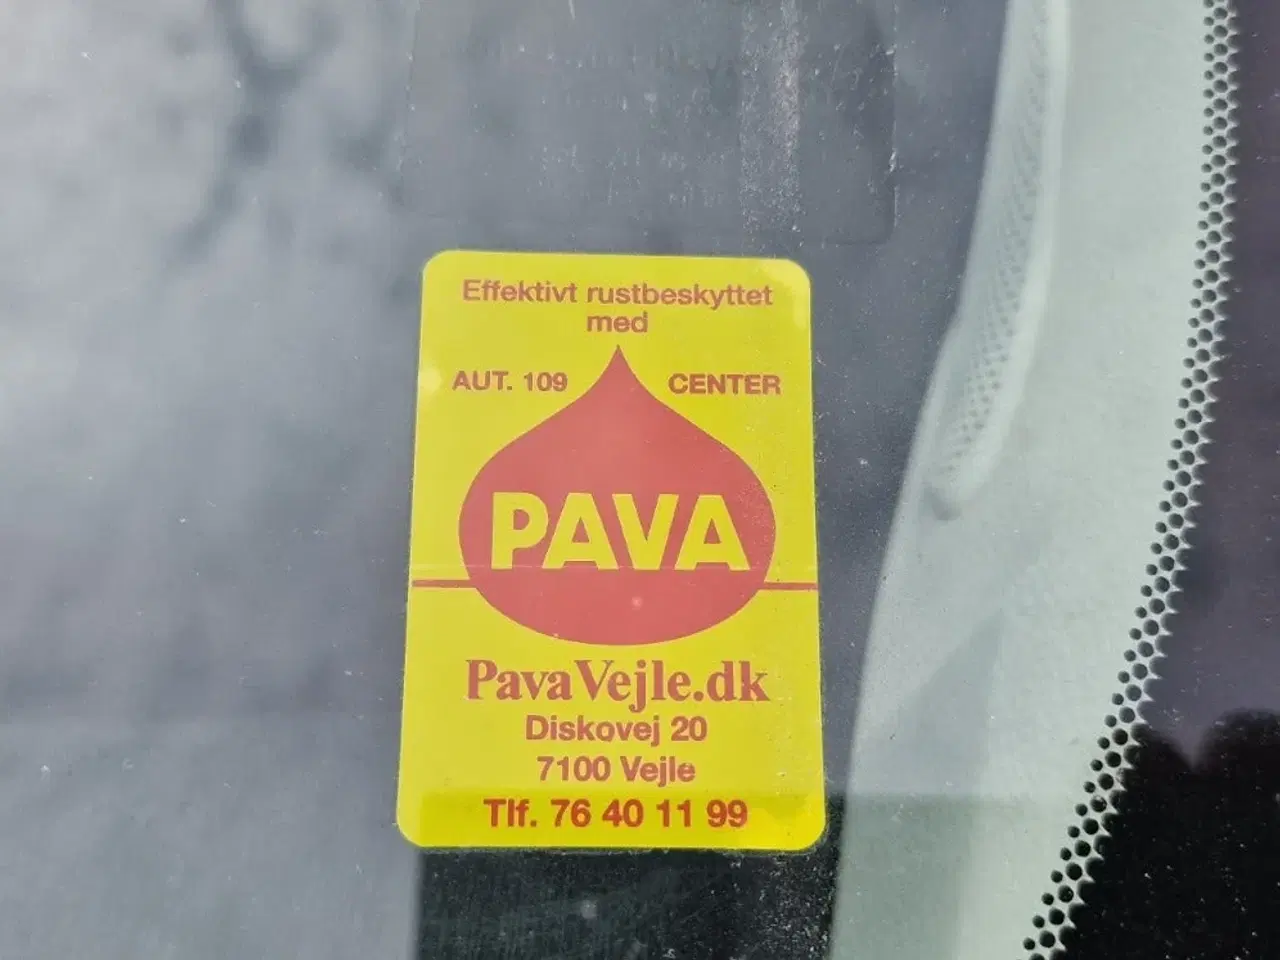 Effektivt rustbeskyttet
med
AUT. 109 CENTER
PAVA
PavaVejle.dk
Diskovej 20
7100 Vejle
Tlf. 76 40 11 99